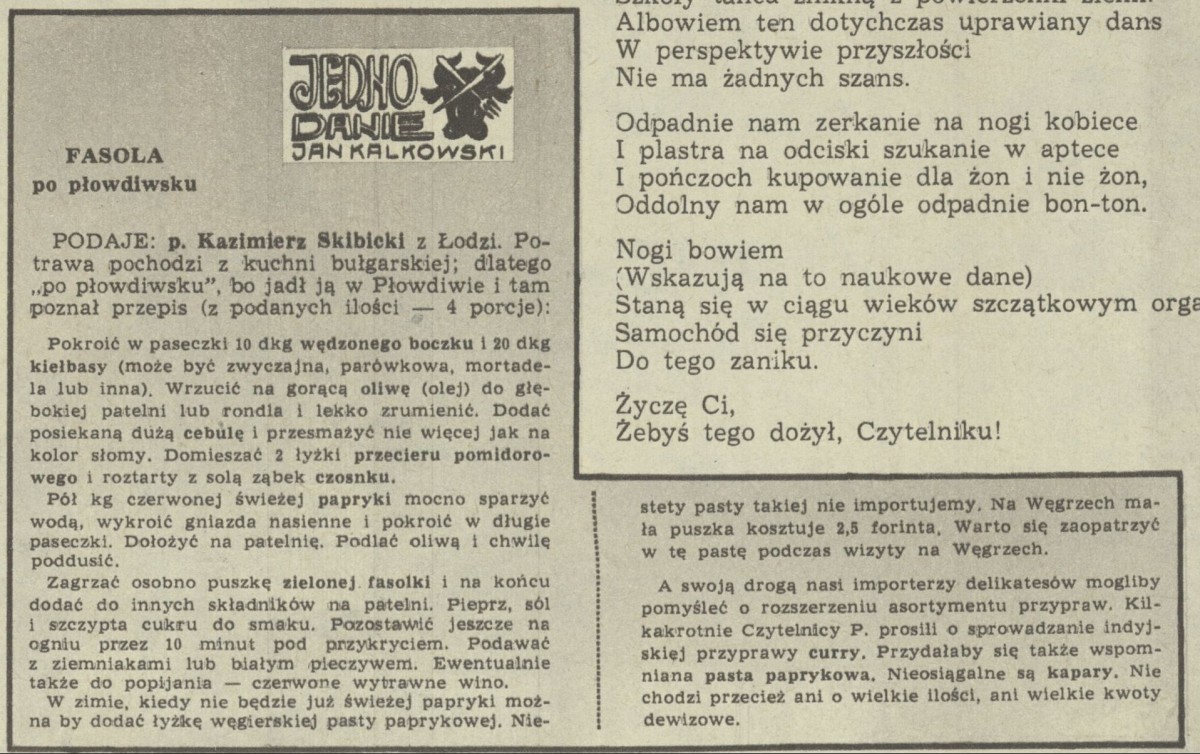 JEDNO
DANIE
JAN KALKOWSKI
FASOLA
po płowdiwsku
PODAJE: p. Kazimierz Skibicki z Łodzi. Po-
trawa pochodzi z kuchni bułgarskiej; dlatego
„po płowdiwsku”, bo jadł ją w Płowdiwie i tam
poznał przepis (z podanych ilości — 4 porcje):
Pokroić w paseczki 10 dkg wędzonego boczku i 20 dkg
kiełbasy (może być zwyczajna, parówkowa, mortade-
la lub inna). Wrzucić na gorącą oliwę (olej) do głę-
bokiej patelni lub rondla i lekko zrumienić. Dodać
posiekaną dużą cebulę i przesmażyć nie więcej jak na
kolor słomy. Domieszać 2 łyżki przecieru pomidoro-
wego i roztarty z solą ząbek czosnku.
Pół kg czerwonej świeżej papryki mocno sparzyć
wodą, wykroić gniazda nasienne i pokroić w długie
paseczki. Dołożyć na patelnię. Podlać oliwą i chwilę
poddusić.
Zagrzać osobno puszkę zielonej fasolki i na końcu
dodać do innych składników na patelni. Pieprz, sól
i szczypta cukru do smaku. Pozostawić jeszcze na
ogniu przez 10 minut pod przykryciem. Podawać
z ziemniakami lub białym pieczywem. Ewentualnie
także do popijania — czerwone wytrawne wino.
W zimie, kiedy nie będzie już świeżej papryki moż-
na by dodać łyżkę węgierskiej pasty paprykowej. Nie-
stety pasty takiej nie importujemy. Na Węgrzech ma-
ła puszka kosztuje 2,5 forinta. Warto się zaopatrzyć
w tę pastę podczas wizyty na Węgrzech.
A swoją drogą nasi importerzy delikatesów mogliby
pomyśleć o rozszerzeniu asortymentu przypraw. Kil-
kakrotnie Czytelnicy P. prosili o sprowadzanie indyj-
skiej przyprawy curry. Przydałaby się także wspom-
niana pasta paprykowa. Nieosiągalne są kapary. Nie
chodzi przecież ani o wielkie ilości, ani wielkie kwoty
dewizowe.
Szkoły tańca znikną z powierzchni ziemi.
Albowiem ten dotychczas uprawiany dans
W perspektywie przyszłości
Nie ma żadnych szans.
Odpadnie nam zerkanie na nogi kobiece
I plastra na odciski szukanie w aptece
I pończoch kupowanie dla żon i nie żon,
Oddolny nam w ogóle odpadnie bon-ton.
Nogi bowiem
(Wskazują na to naukowe dane)
Staną się w ciągu wieków szczątkowym orga
Samochód się przyczyni
Do tego zaniku.
Życzę Ci,
Żebyś tego dożył, Czytelniku!